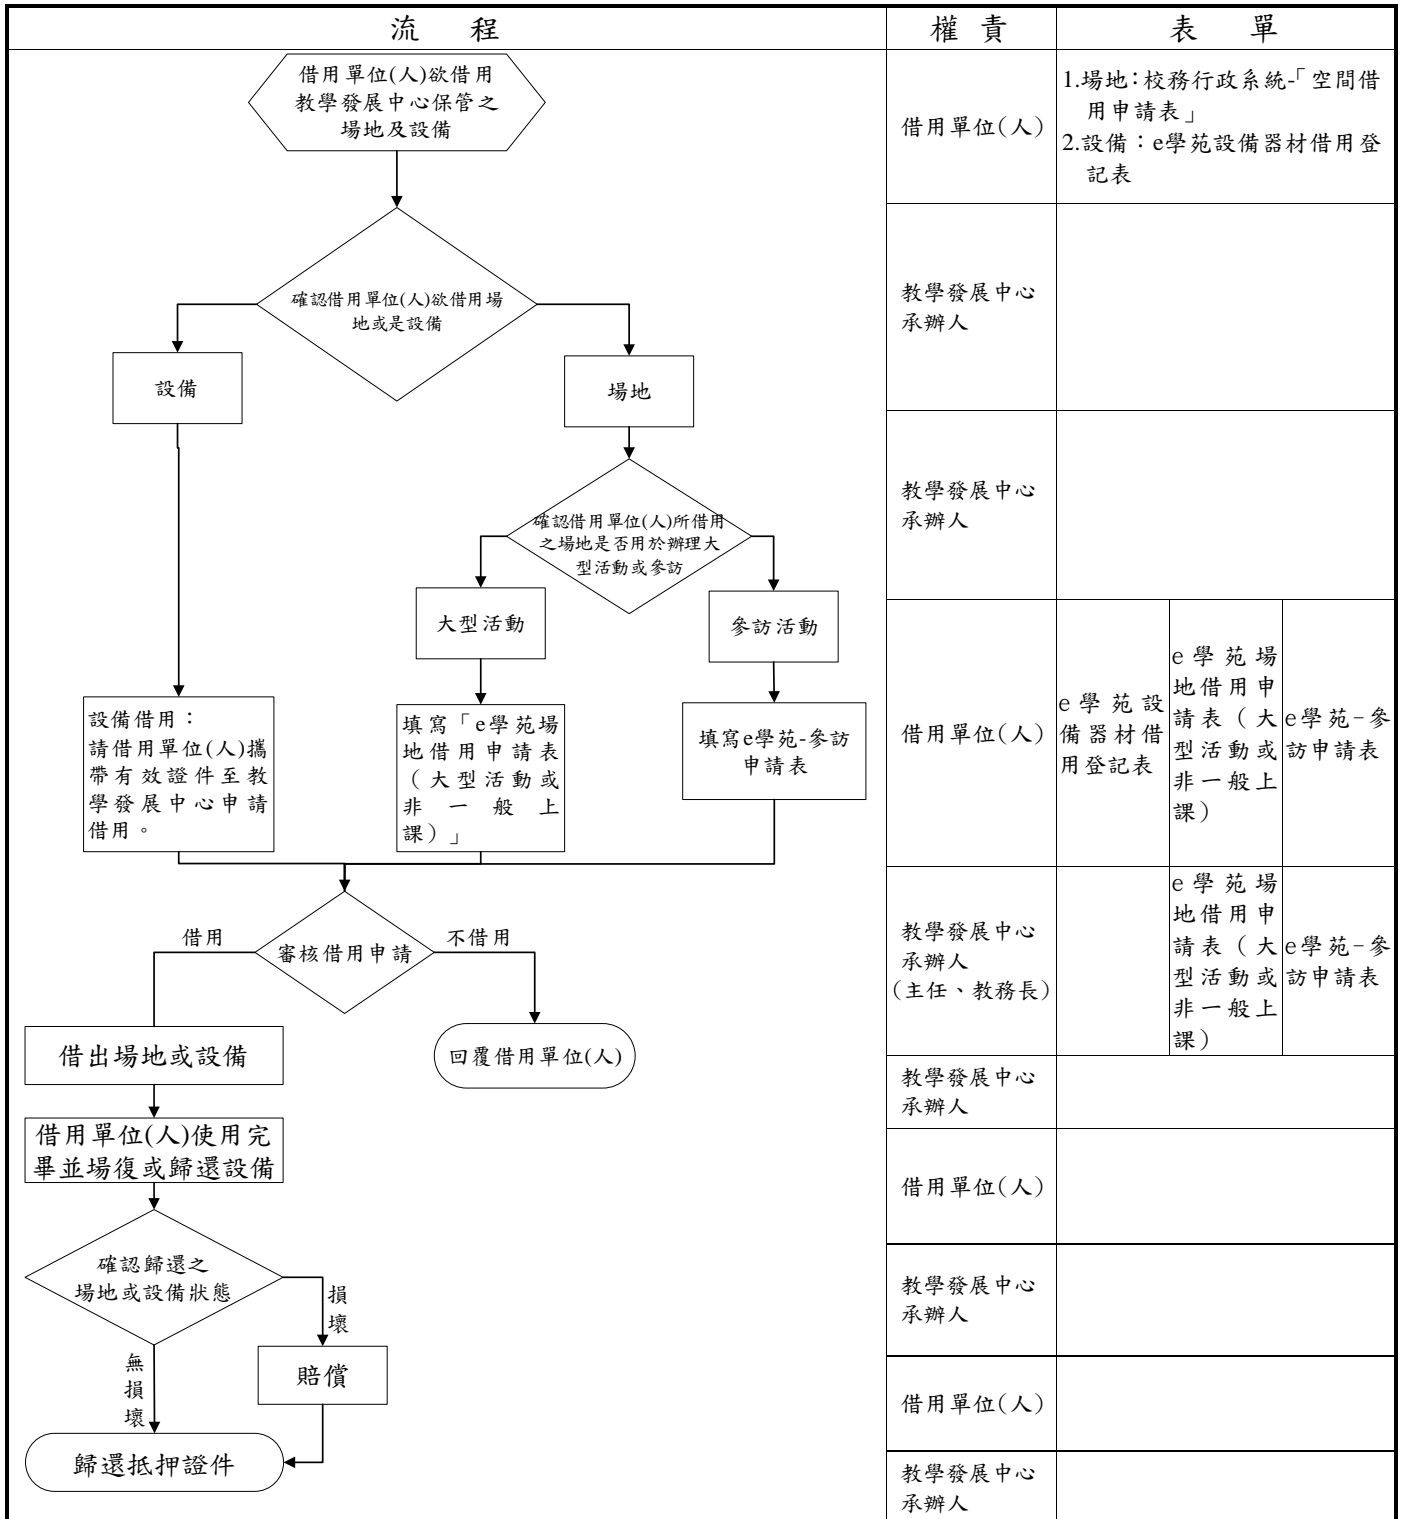 流 程
權 責
表 單
借用單位(人)欲借用
教學發展中心保管之
場地及設備
借用單位(人)
1.場地：校務行政系統-「空間借
用申請表」
2.設備：e學苑設備器材借用登
記表
確認借用單位(人)欲借用場
地或是設備
教學發展中心
承辦人
設備
場地
確認借用單位(人)所借用
之場地是否用於辦理大
型活動或參訪
教學發展中心
承辦人
大型活動
參訪活動
設備借用：
請借用單位(人)攜
帶有效證件至教
學發展中心申請
借用。
填寫「e學苑場
地借用申請表
（大型活動或
非一般上
課）」
填寫e學苑-參訪
申請表
借用單位(人)
e學苑設
備器材借
用登記表
e學苑場
地借用申
請表（大
型活動或
非一般上
課）
e學苑-參
訪申請表
借用
審核借用申請
不借用
教學發展中心
承辦人
(主任、教務長)
e學苑場
地借用申
請表（大
型活動或
非一般上
課）
e學苑-參
訪申請表
借出場地或設備
回覆借用單位(人)
教學發展中心
承辦人
借用單位(人)使用完
畢並場復或歸還設備
借用單位(人)
確認歸還之
場地或設備狀態
損
壞
教學發展中心
承辦人
無
損
壞
賠償
借用單位(人)
歸還抵押證件
教學發展中心
承辦人